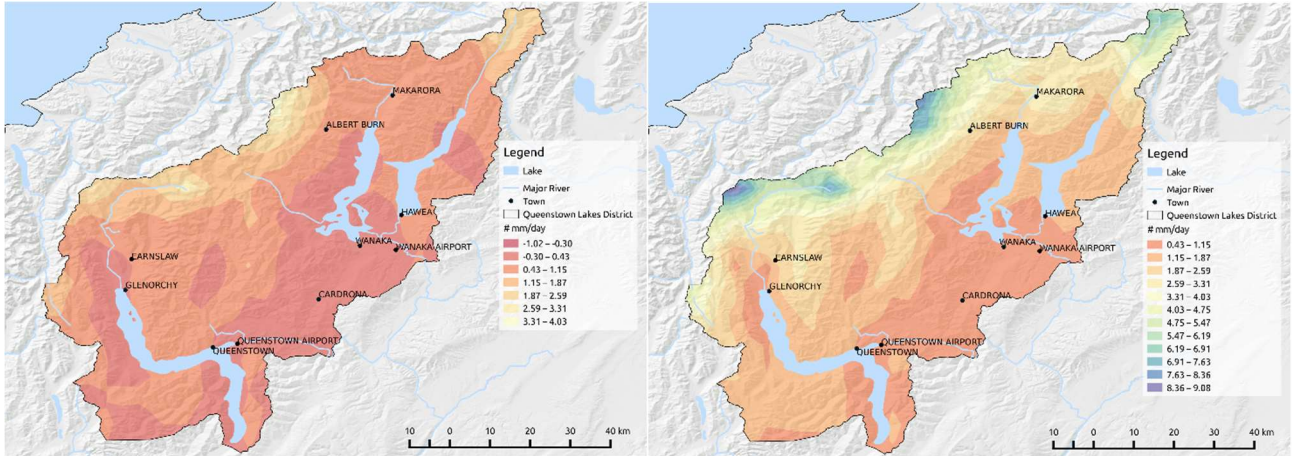 MAKARORA
ALBERT BURN
HAWEA
WANAKA
WANAKA AIRPORT
EARNSLAW
GLENORCHY
CARDRONA
QUEENSTOWN AIRPORT
QUEENSTOWN
Legend
Lake
Major River
Town
Queenstown Lakes District
# mm/day
-1.02 – -0.30
-0.30 – 0.43
0.43 – 1.15
1.15 – 1.87
1.87 – 2.59
2.59 – 3.31
3.31 – 4.03
10 0 10 20 30 40 km
MAKARORA
ALBERT BURN
HAWEA
WANAKA
WANAKA AIRPORT
EARNSLAW
GLENORCHY
CARDRONA
QUEENSTOWN AIRPORT
QUEENSTOWN
Legend
Lake
Major River
Town
Queenstown Lakes District
# mm/day
0.43 – 1.15
1.15 – 1.87
1.87 – 2.59
2.59 – 3.31
3.31 – 4.03
4.03 – 4.75
4.75 – 5.47
5.47 – 6.19
6.19 – 6.91
6.91 – 7.63
7.63 – 8.36
8.36 – 9.08
10 0 10 20 30 40 km